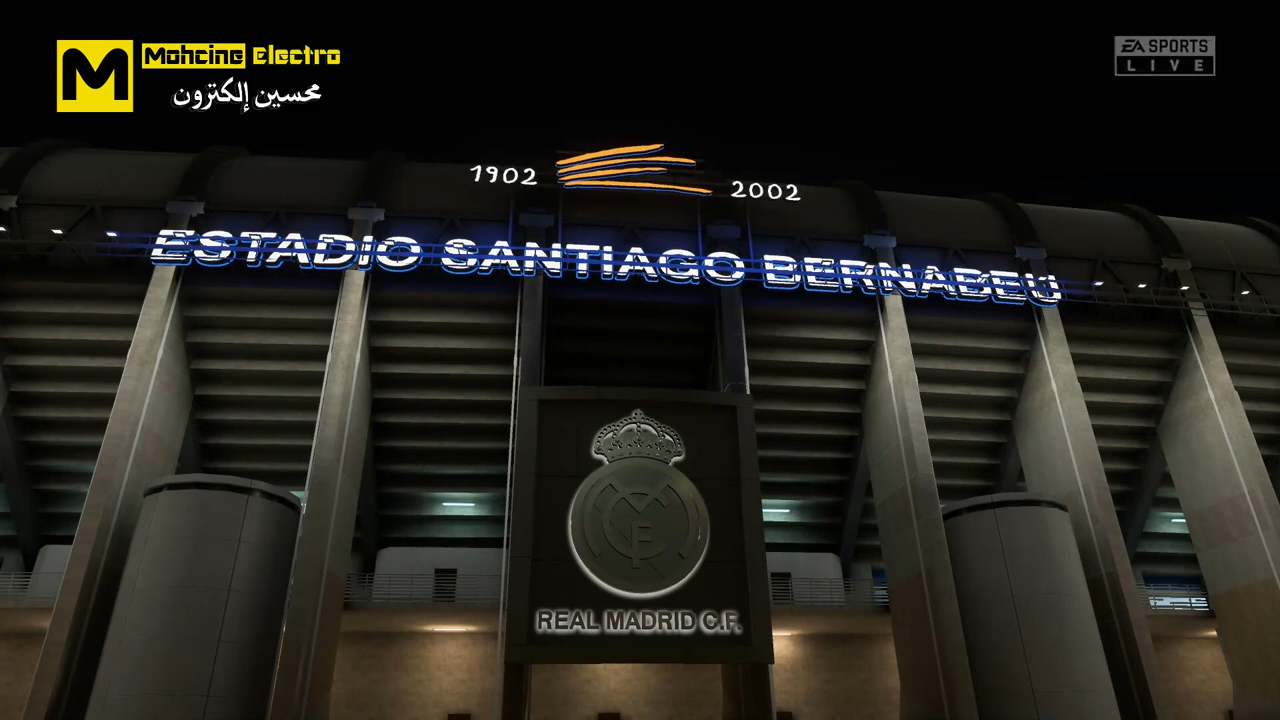 Mohcine Electro
محسين إلكترون
EA SPORTS
LIVE
1902 2002
ESTADIO SANTIAGO BERNABEU
REAL MADRID C.F.